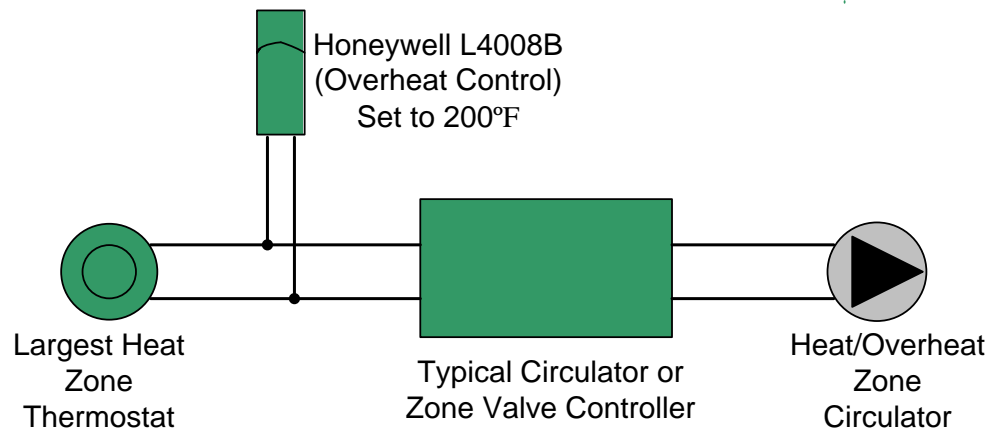 Honeywell L4008B
(Overheat Control)
Set to 200ºF
Largest Heat
Zone
Thermostat
Typical Circulator or
Zone Valve Controller
Heat/Overheat
Zone
Circulator